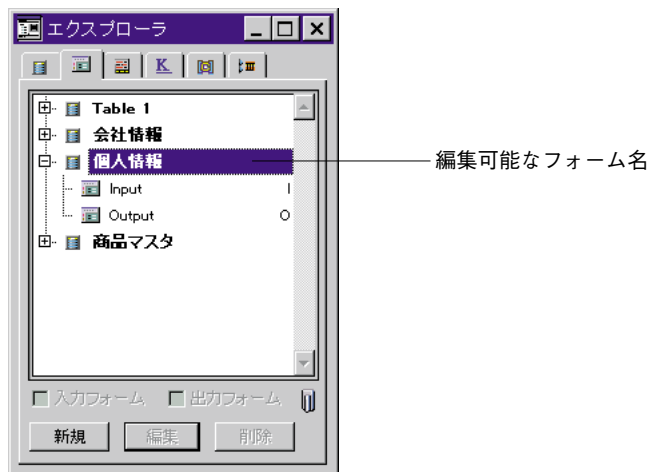 エクスプローラ
K
Table 1
会社情報
個人情報
編集可能なフォーム名
Input I
Output O
商品マスタ
入力フォーム 出力フォーム
新規 編集 削除